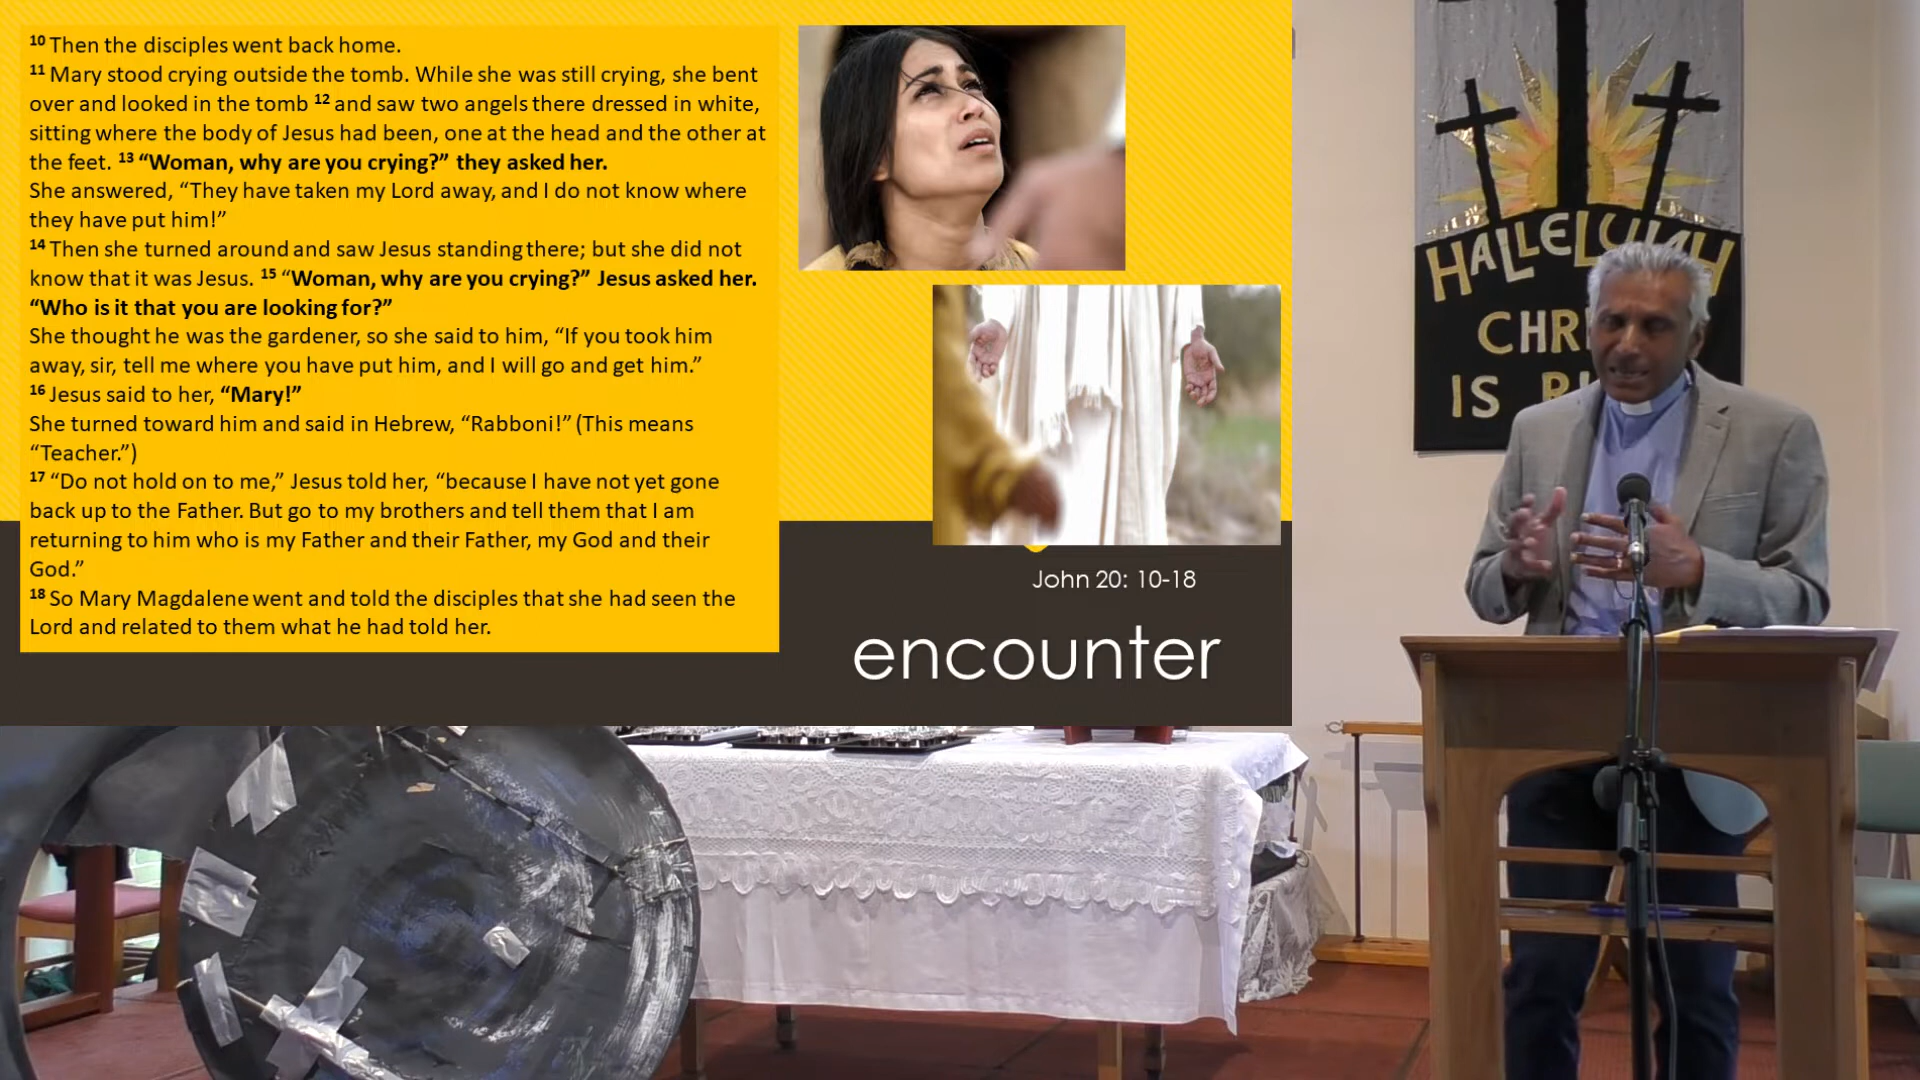 10 Then the disciples went back home.
11 Mary stood crying outside the tomb. While she was still crying, she bent
over and looked in the tomb 12 and saw two angels there dressed in white,
sitting where the body of Jesus had been, one at the head and the other at
the feet. 13 “Woman, why are you crying?” they asked her.
She answered, “They have taken my Lord away, and I do not know where
they have put him!”
14 Then she turned around and saw Jesus standing there; but she did not
know that it was Jesus. 15 “Woman, why are you crying?” Jesus asked her.
“Who is it that you are looking for?”
She thought he was the gardener, so she said to him, “If you took him
away, sir, tell me where you have put him, and I will go and get him.”
16 Jesus said to her, “Mary!”
She turned toward him and said in Hebrew, “Rabboni!” (This means
“Teacher.”)
17 “Do not hold on to me,” Jesus told her, “because I have not yet gone
back up to the Father. But go to my brothers and tell them that I am
returning to him who is my Father and their Father, my God and their
God.”
18 So Mary Magdalene went and told the disciples that she had seen the
Lord and related to them what he had told her.
John 20: 10-18
encounter
HALLELUJAH
CHRI
IS RI